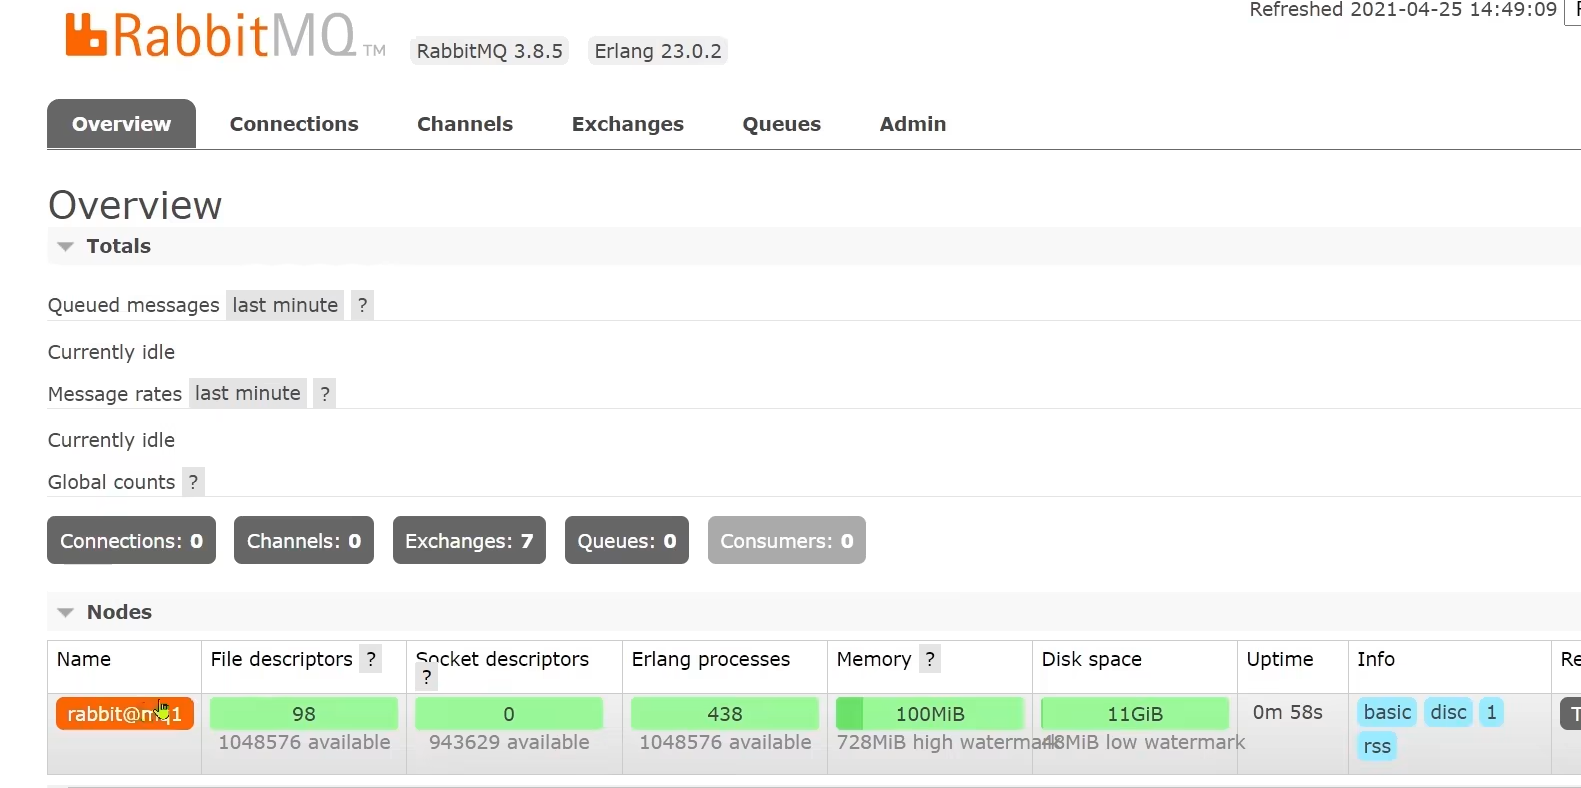 Refreshed 2021-04-25 14:49:09
RabbitMQ TM RabbitMQ 3.8.5 Erlang 23.0.2
Overview Connections Channels Exchanges Queues Admin
Overview
Totals
Queued messages last minute ?
Currently idle
Message rates last minute ?
Currently idle
Global counts ?
Connections: 0 Channels: 0 Exchanges: 7 Queues: 0 Consumers: 0
Nodes
Name File descriptors ? Socket descriptors ? Erlang processes Memory ? Disk space Uptime Info
rabbit@mq1 98 0 438 100MiB 11GiB 0m 58s basic disc 1
1048576 available 943629 available 1048576 available 728MiB high watermark 48MiB low watermark rss